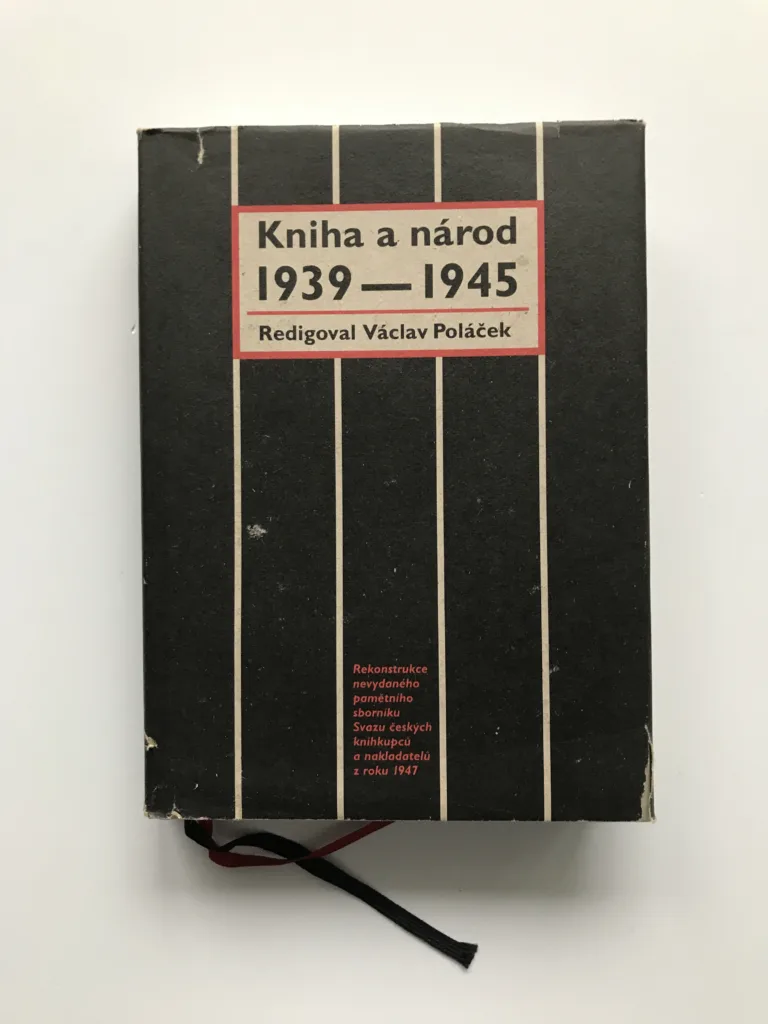 Kniha a národ
1939—1945
Redigoval Václav Poláček
Rekonstrukce
nevydaného
pamětního
sborníku
Svazu českých
knihkupců
a nakladatelů
z roku 1947